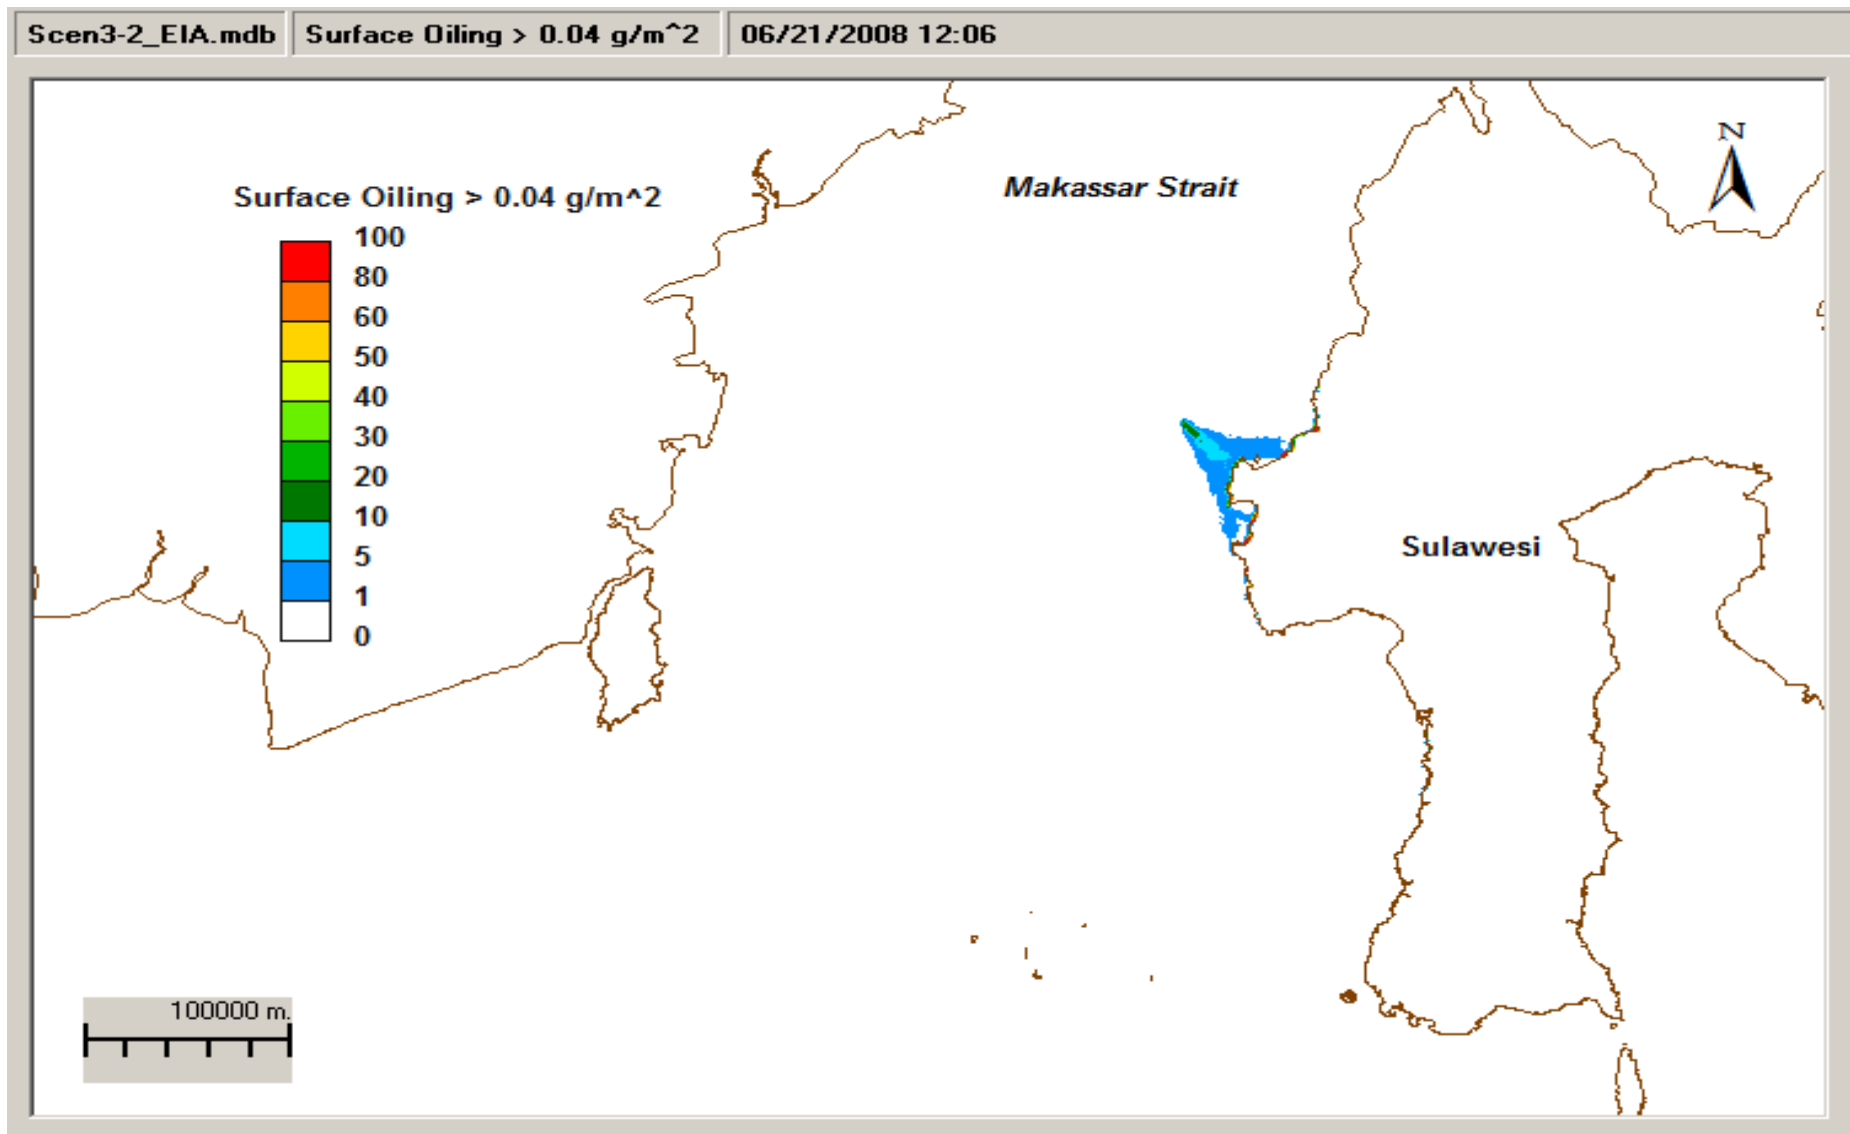 Scen3-2_EIA.mdb
Surface Oiling > 0.04 g/m^2
06/21/2008 12:06
Makassar Strait
N
Surface Oiling > 0.04 g/m^2
100
80
60
50
40
30
20
10
5
1
0
Sulawesi
100000 m.